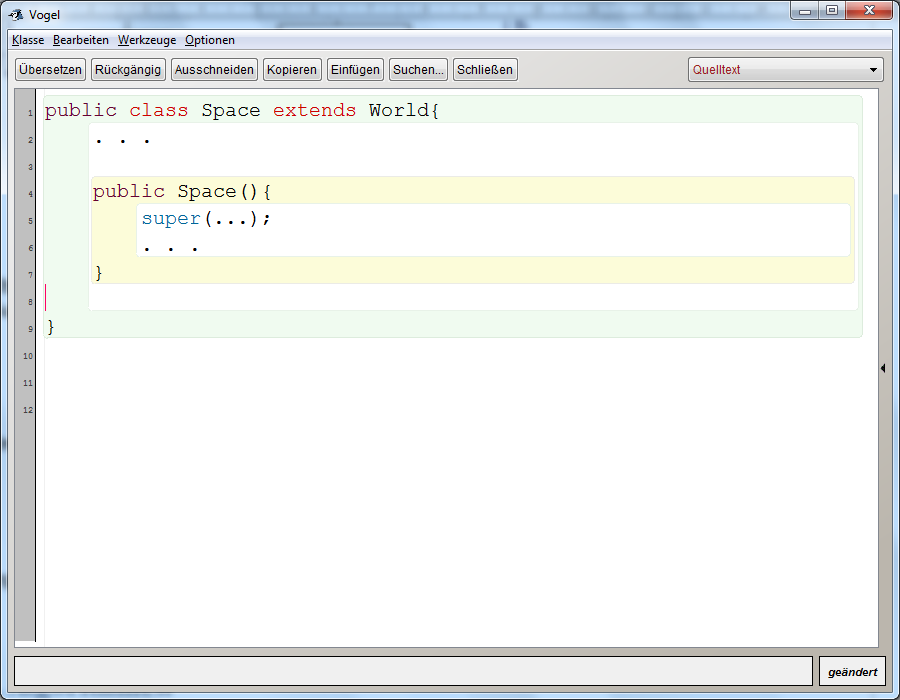 Vogel
Klasse Bearbeiten Werkzeuge Optionen
Übersetzen Rückgängig Ausschneiden Kopieren Einfügen Suchen... Schließen Quelltext
1 public class Space extends World{
2 . . .
3
4 public Space(){
5 super(...);
6 . . .
7 }
8
9 }
10
11
12
geändert